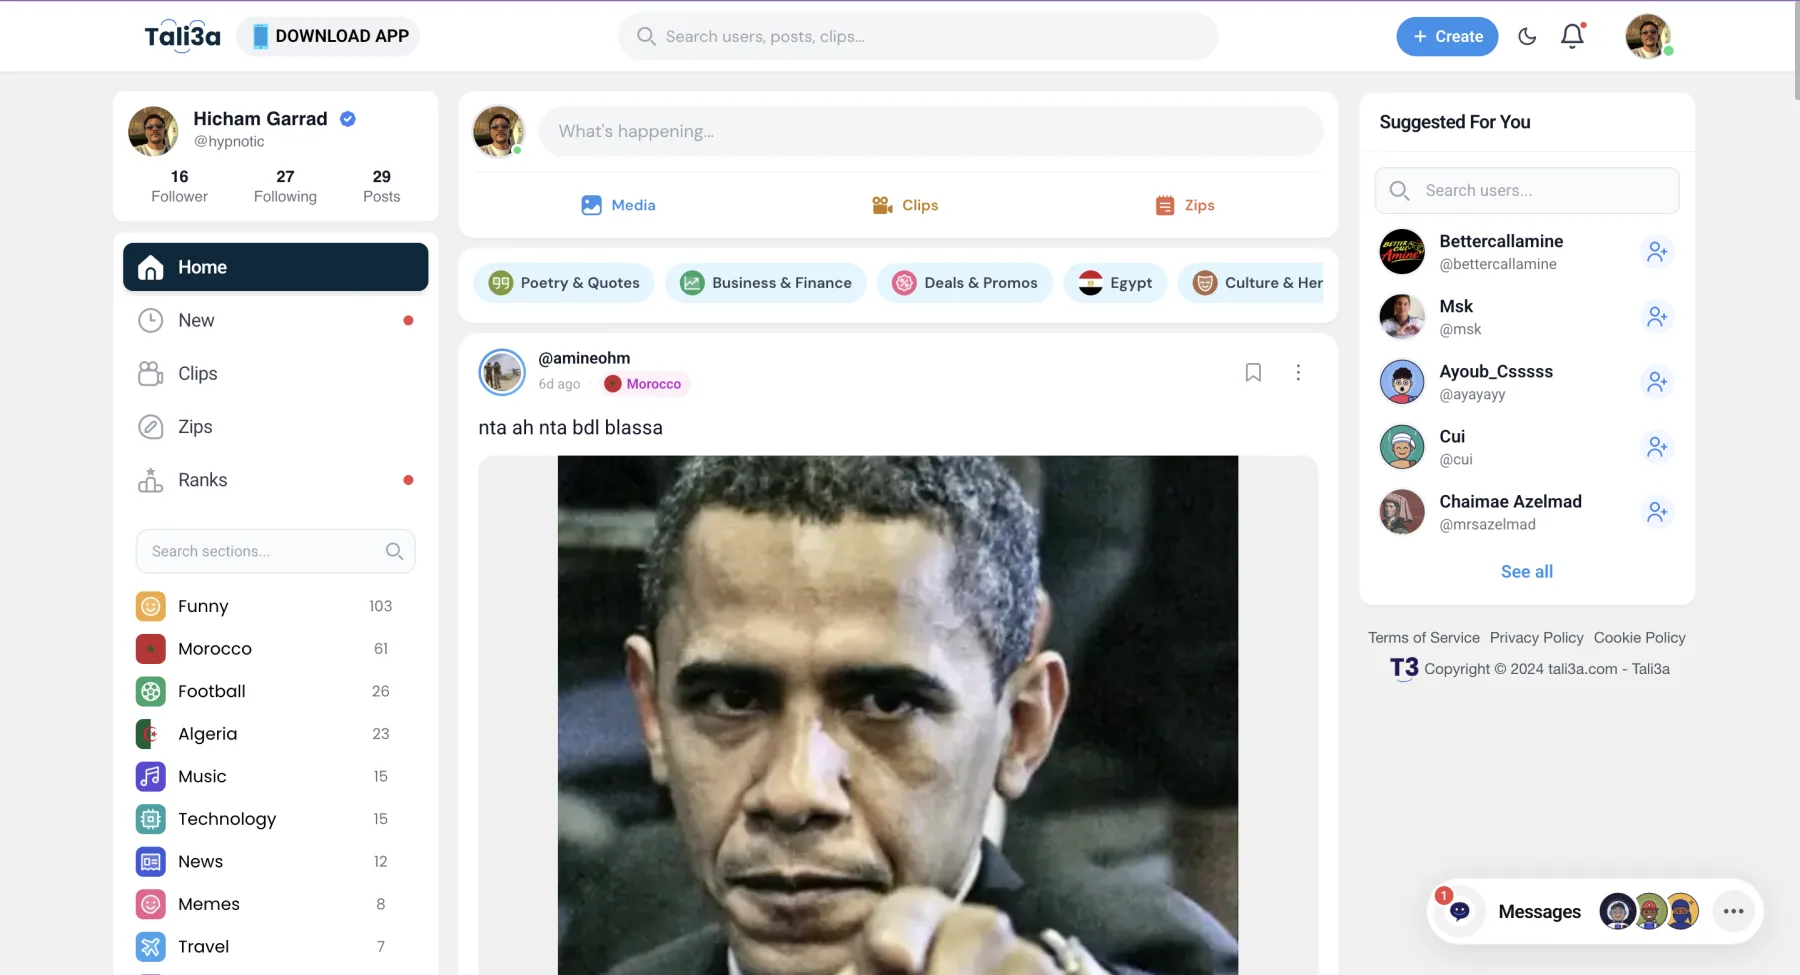 Tali3a
DOWNLOAD APP
Search users, posts, clips...
+ Create
Hicham Garrad
@hypnotic
16 27 29
Follower Following Posts
Home
New
Clips
Zips
Ranks
Search sections...
Funny 103
Morocco 61
Football 26
Algeria 23
Music 15
Technology 15
News 12
Memes 8
Travel 7
What's happening...
Media Clips Zips
Poetry & Quotes Business & Finance Deals & Promos Egypt Culture & Her
@amineohm
6d ago · Morocco
nta ah nta bdl blassa
Suggested For You
Search users...
BETTER CALL Amine
Bettercallamine
@bettercallamine
Msk
@msk
Ayoub_Csssss
@ayayayy
Cui
@cui
Chaimae Azelmad
@mrsazelmad
See all
Terms of Service Privacy Policy Cookie Policy
T3 Copyright © 2024 tali3a.com - Tali3a
1 Messages